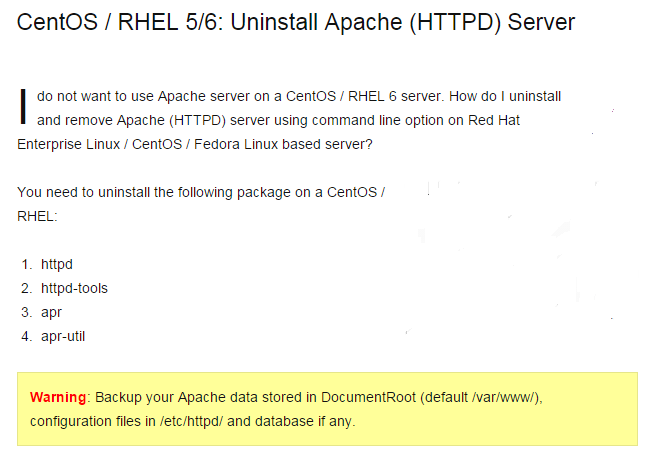 CentOS / RHEL 5/6: Uninstall Apache (HTTPD) Server
I do not want to use Apache server on a CentOS / RHEL 6 server. How do I uninstall
and remove Apache (HTTPD) server using command line option on Red Hat
Enterprise Linux / CentOS / Fedora Linux based server?
You need to uninstall the following package on a CentOS /
RHEL:
1. httpd
2. httpd-tools
3. apr
4. apr-util
Warning: Backup your Apache data stored in DocumentRoot (default /var/www/),
configuration files in /etc/httpd/ and database if any.